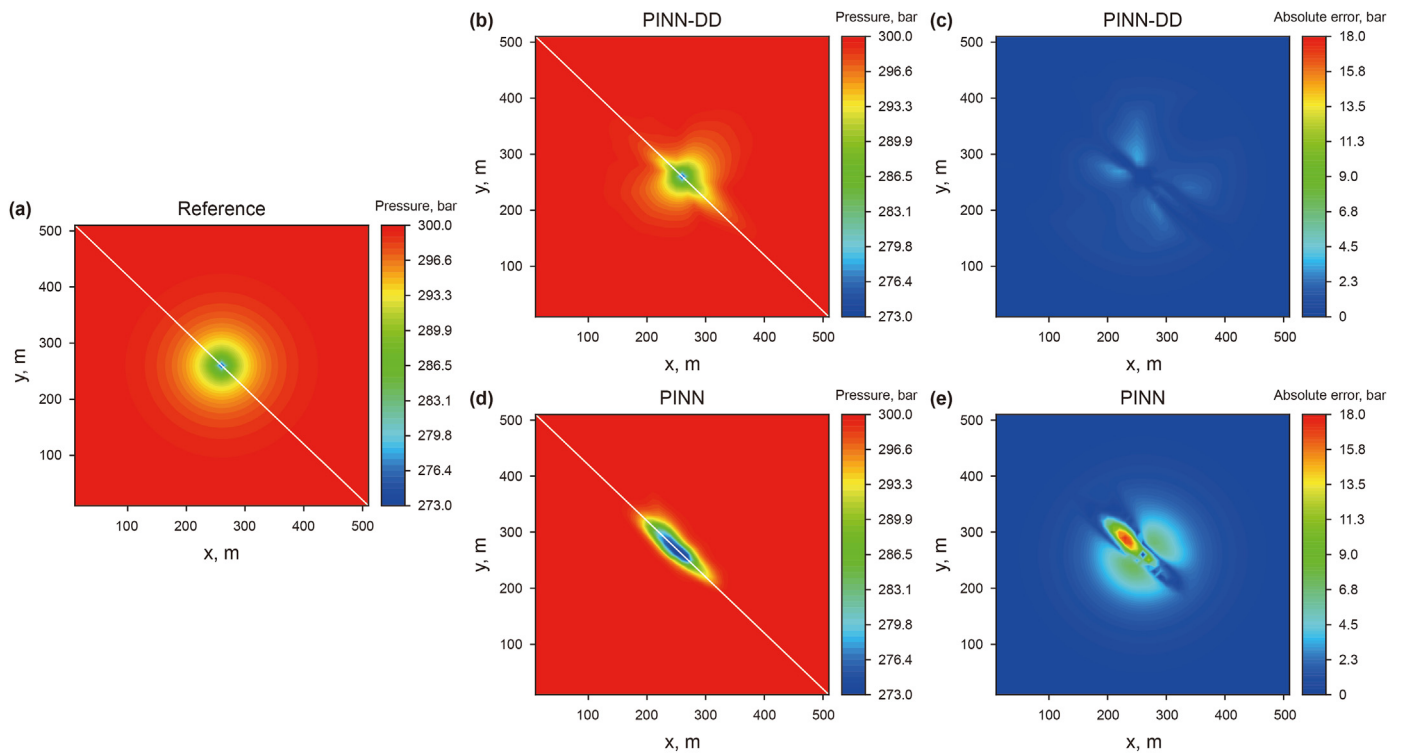 (a)
Reference
Pressure, bar
500
400
300
200
100
y, m
100 200 300 400 500
x, m
300.0
296.6
293.3
289.9
286.5
283.1
279.8
276.4
273.0
(b)
PINN-DD
Pressure, bar
500
400
300
200
100
y, m
100 200 300 400 500
x, m
300.0
296.6
293.3
289.9
286.5
283.1
279.8
276.4
273.0
(c)
PINN-DD
Absolute error, bar
500
400
300
200
100
y, m
100 200 300 400 500
x, m
18.0
15.8
13.5
11.3
9.0
6.8
4.5
2.3
0
(d)
PINN
Pressure, bar
500
400
300
200
100
y, m
100 200 300 400 500
x, m
300.0
296.6
293.3
289.9
286.5
283.1
279.8
276.4
273.0
(e)
PINN
Absolute error, bar
500
400
300
200
100
y, m
100 200 300 400 500
x, m
18.0
15.8
13.5
11.3
9.0
6.8
4.5
2.3
0